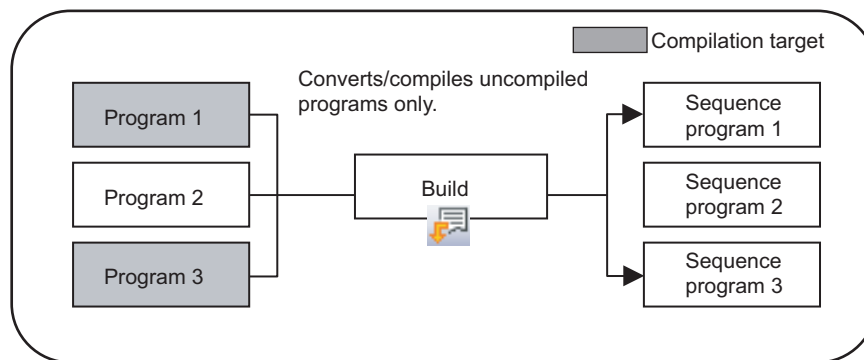 Compilation target
Converts/compiles uncompiled
programs only.
Program 1
Program 2
Program 3
Build
Sequence
program 1
Sequence
program 2
Sequence
program 3